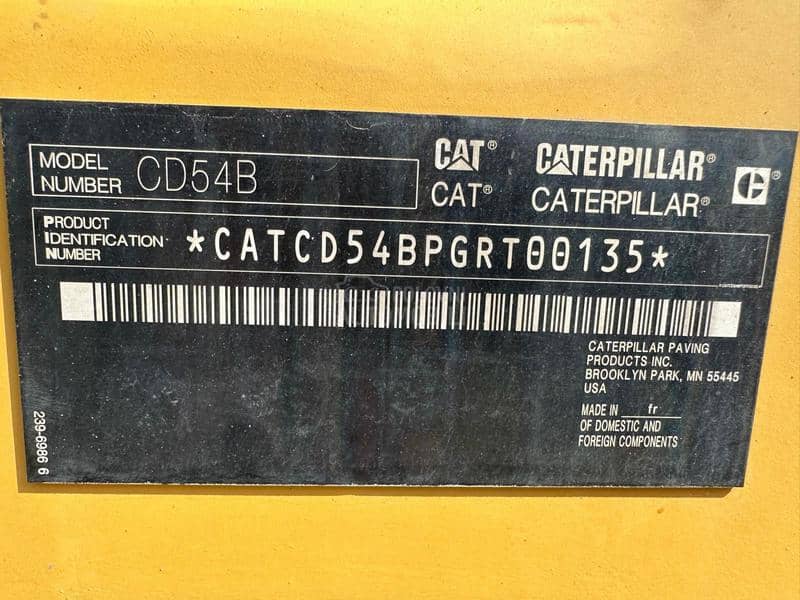 MODEL
NUMBER CD54B
CAT® CATERPILLAR® C®
CAT® CATERPILLAR®
PRODUCT
IDENTIFICATION
NUMBER
*CATCD54BPGRT00135*
CATERPILLAR PAVING
PRODUCTS INC.
BROOKLYN PARK, MN 55445
USA
MADE IN fr
OF DOMESTIC AND
FOREIGN COMPONENTS
239-6986 6